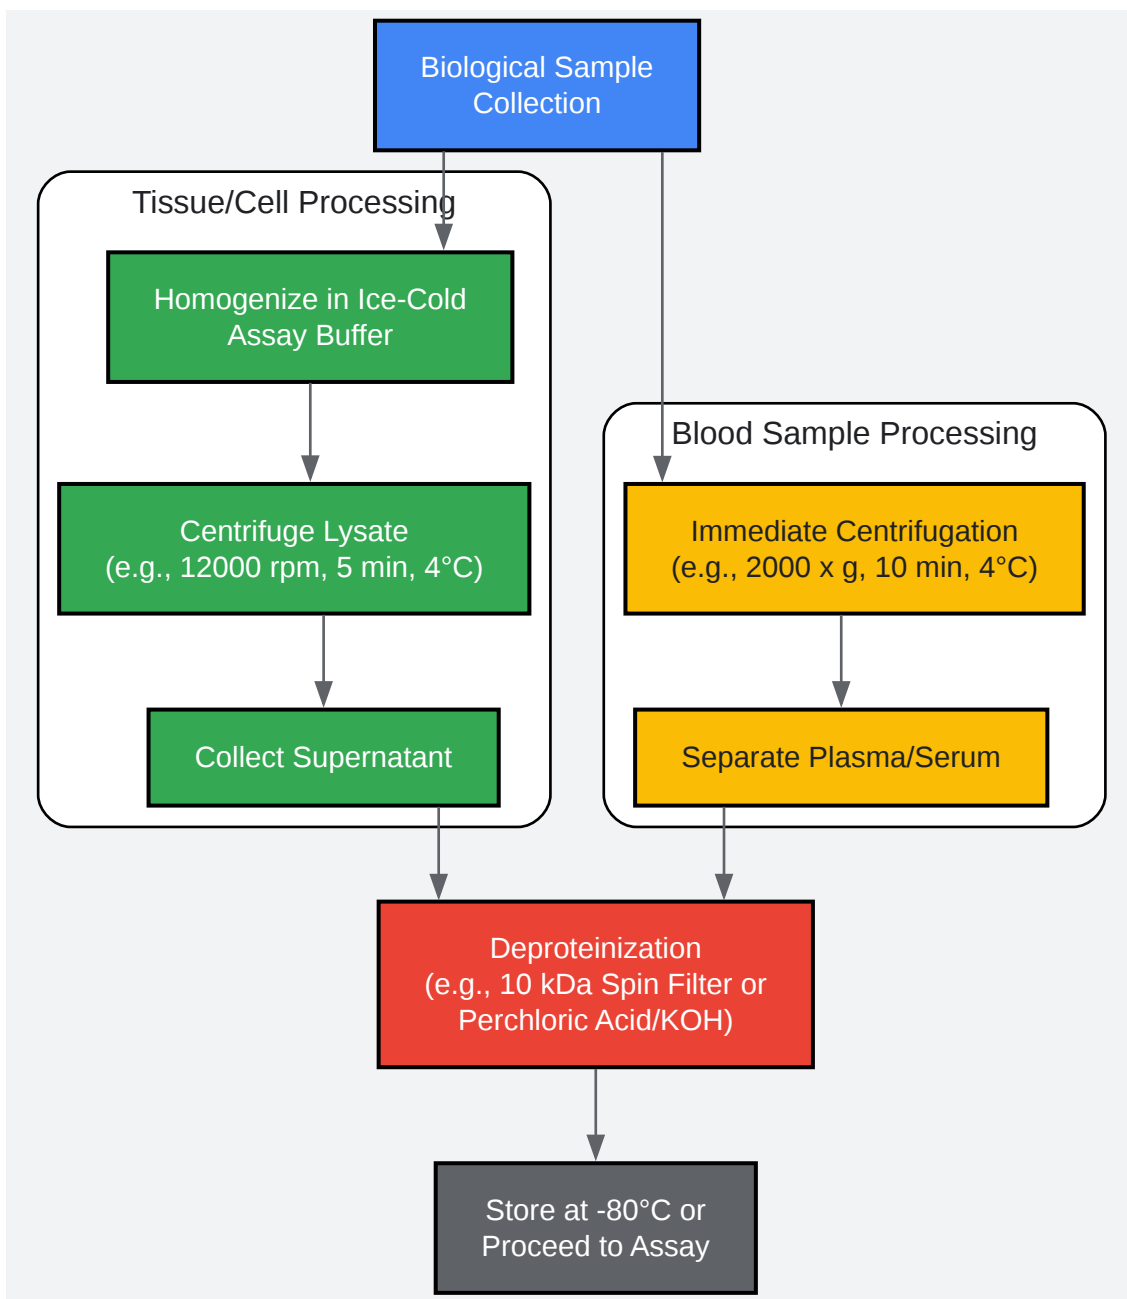 Biological Sample
Collection
Tissue/Cell Processing
Homogenize in Ice-Cold
Assay Buffer
Centrifuge Lysate
(e.g., 12000 rpm, 5 min, 4°C)
Collect Supernatant
Blood Sample Processing
Immediate Centrifugation
(e.g., 2000 x g, 10 min, 4°C)
Separate Plasma/Serum
Deproteinization
(e.g., 10 kDa Spin Filter or
Perchloric Acid/KOH)
Store at -80°C or
Proceed to Assay